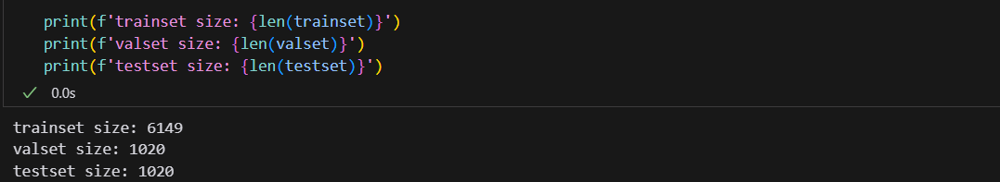 print(f'trainset size: {len(trainset)}')
print(f'valset size: {len(valset)}')
print(f'testset size: {len(testset)}')
✓ 0.0s
trainset size: 6149
valset size: 1020
testset size: 1020